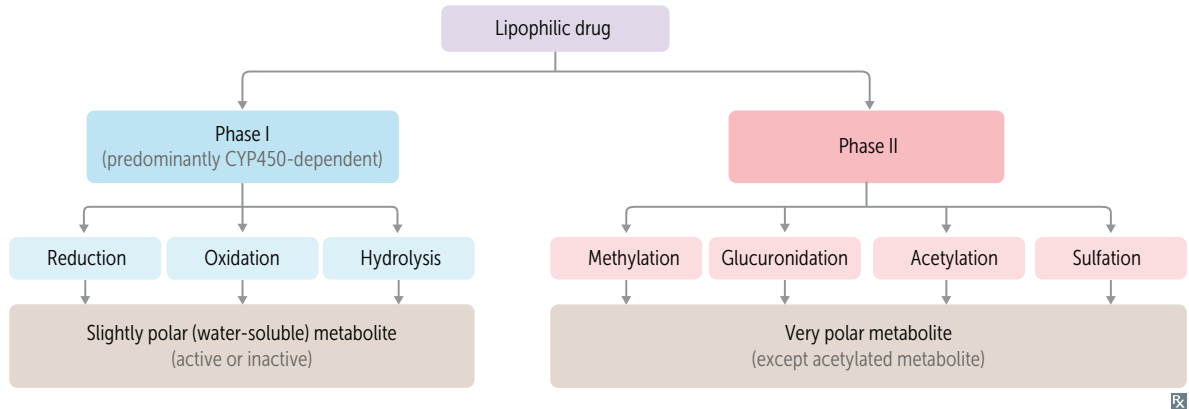 Lipophilic drug
Phase I
(predominantly CYP450-dependent)
Phase II
Reduction
Oxidation
Hydrolysis
Methylation
Glucuronidation
Acetylation
Sulfation
Slightly polar (water-soluble) metabolite
(active or inactive)
Very polar metabolite
(except acetylated metabolite)
Rx